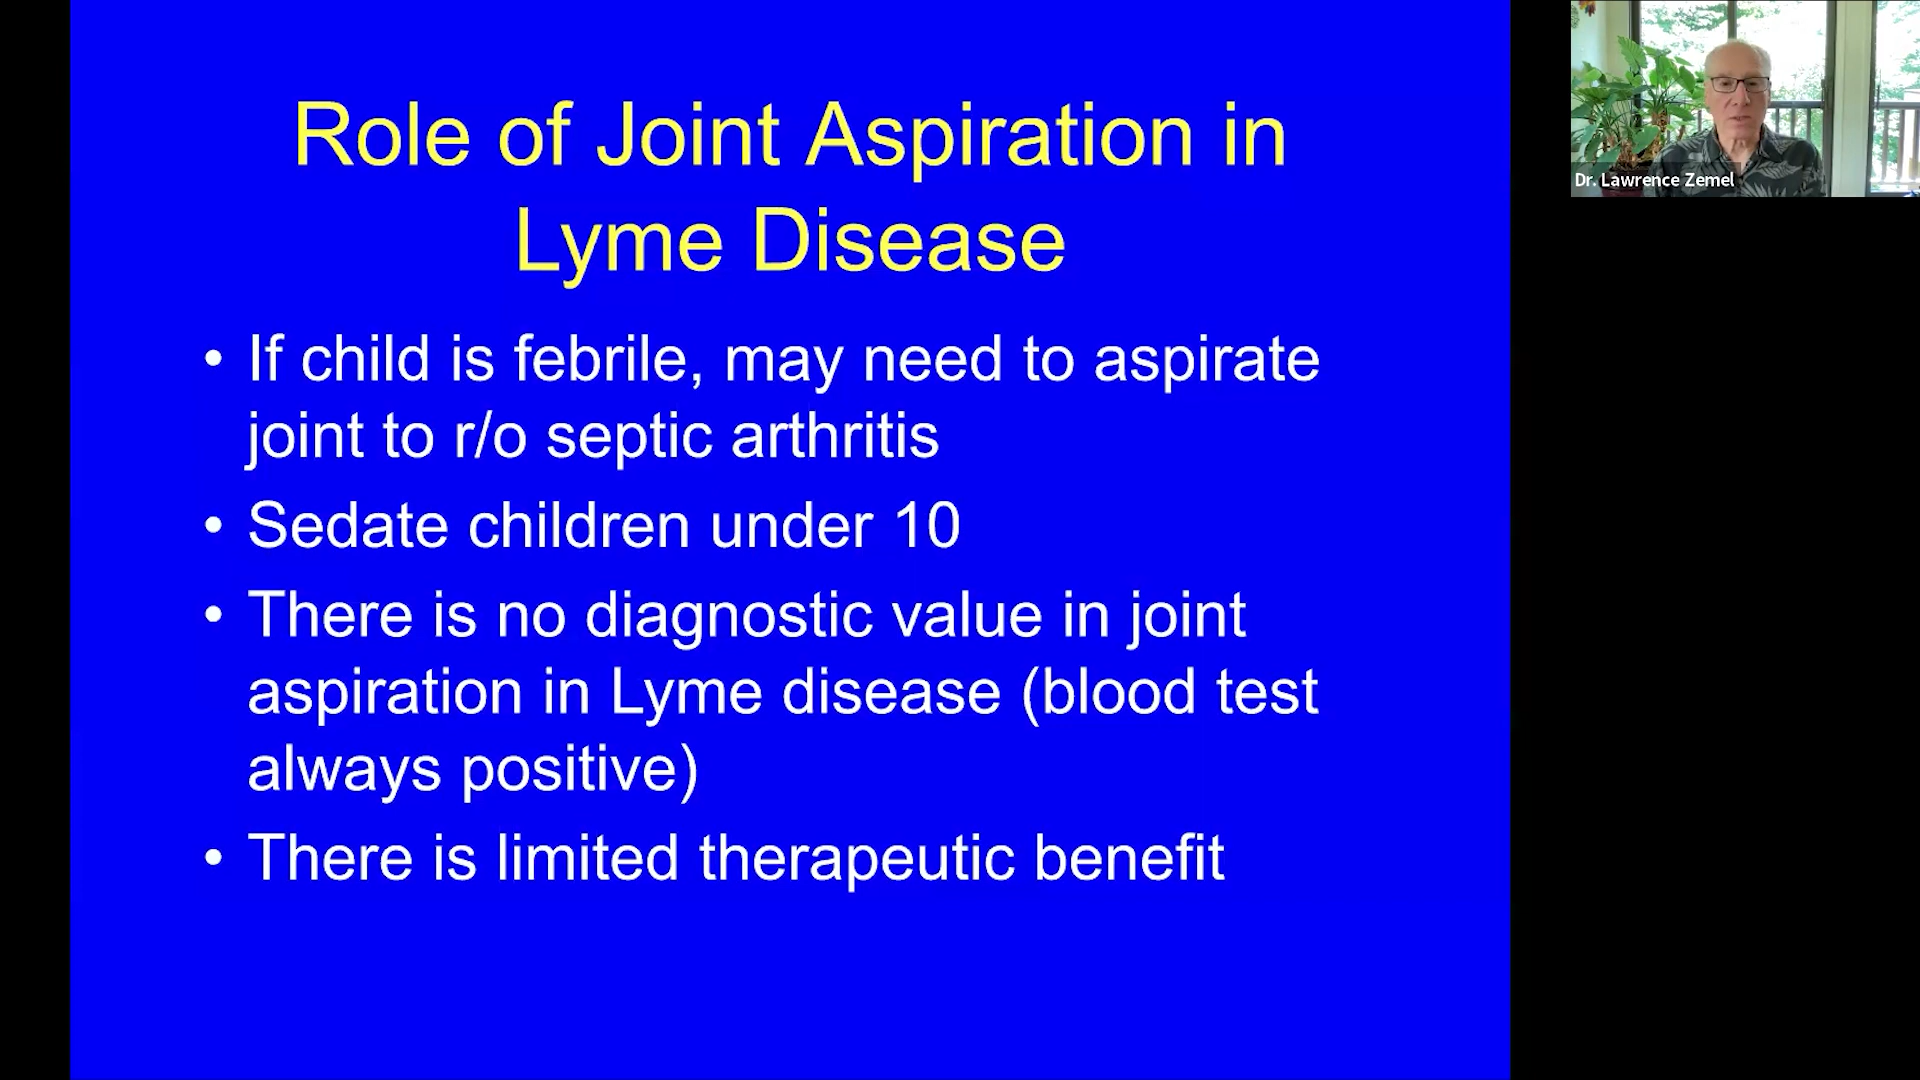 Role of Joint Aspiration in
Lyme Disease
• If child is febrile, may need to aspirate
joint to r/o septic arthritis
• Sedate children under 10
• There is no diagnostic value in joint
aspiration in Lyme disease (blood test
always positive)
• There is limited therapeutic benefit
Dr. Lawrence Zemel